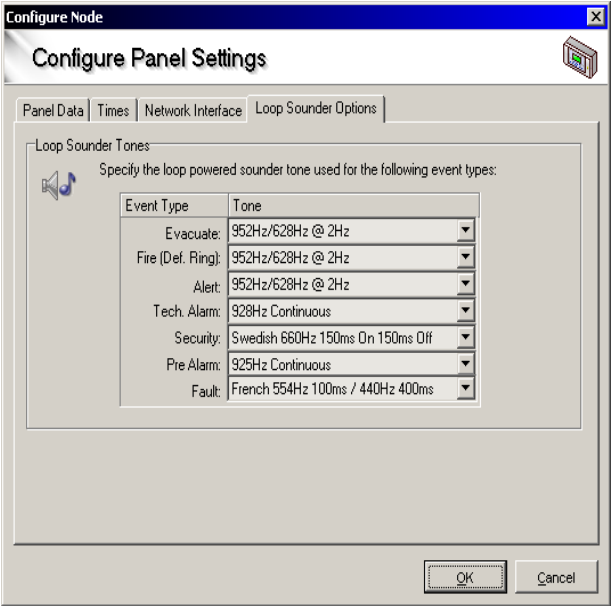 Configure Node
Configure Panel Settings
Panel Data Times Network Interface Loop Sounder Options
Loop Sounder Tones
Specify the loop powered sounder tone used for the following event types:
Event Type Tone
Evacuate: 952Hz/628Hz @ 2Hz
Fire (Def. Ring): 952Hz/628Hz @ 2Hz
Alert: 952Hz/628Hz @ 2Hz
Tech. Alarm: 928Hz Continuous
Security: Swedish 660Hz 150ms On 150ms Off
Pre Alarm: 925Hz Continuous
Fault: French 554Hz 100ms / 440Hz 400ms
OK Cancel